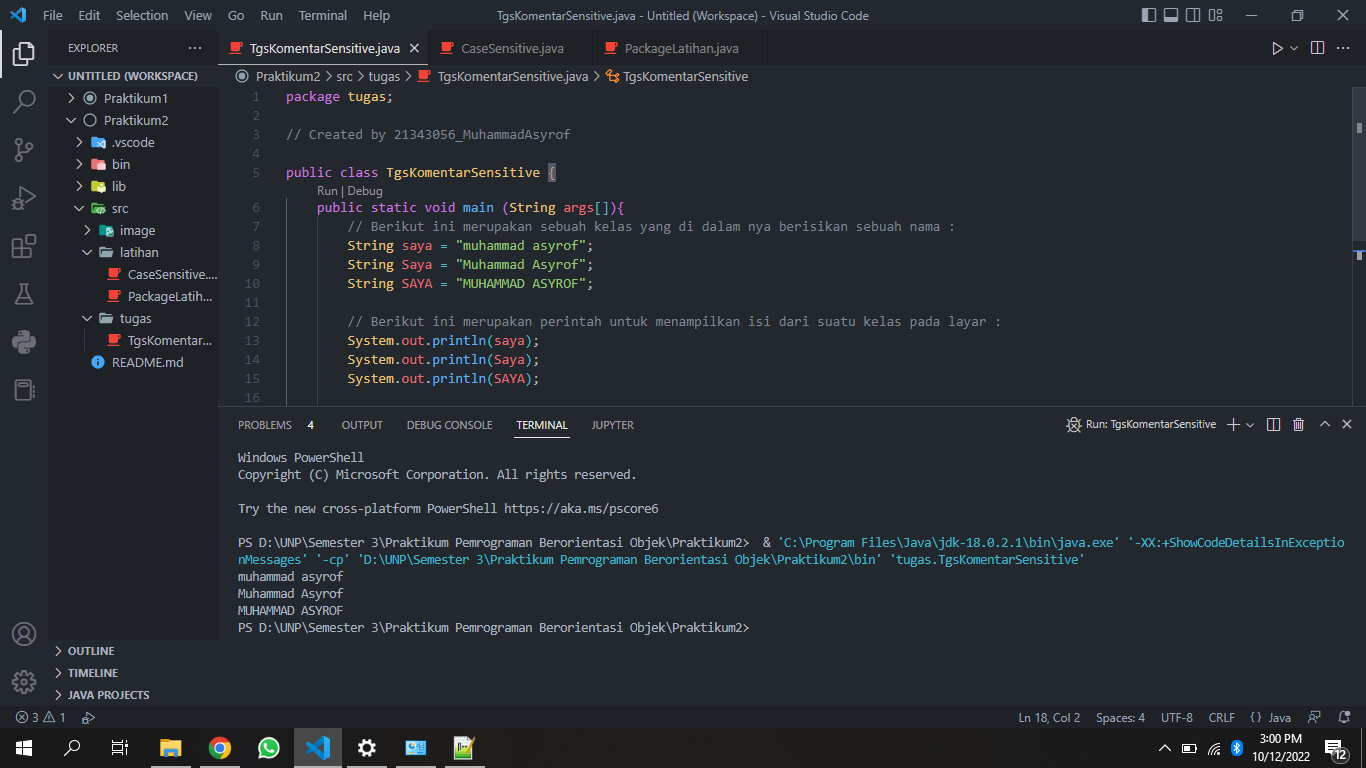 File Edit Selection View Go Run Terminal Help TgsKomentarSensitive.java - Untitled (Workspace) - Visual Studio Code
EXPLORER
TgsKomentarSensitive.java CaseSensitive.java PackageLatihan.java
UNTITLED (WORKSPACE)
Praktikum1
Praktikum2
.vscode
bin
lib
src
image
latihan
CaseSensitive....
PackageLatih...
tugas
TgsKomentar...
README.md
OUTLINE
TIMELINE
JAVA PROJECTS
Praktikum2 > src > tugas > TgsKomentarSensitive.java > TgsKomentarSensitive
1 package tugas;
2
3 // Created by 21343056_MuhammadAsyrof
4
5 public class TgsKomentarSensitive {
Run | Debug
6 public static void main (String args[]){
7 // Berikut ini merupakan sebuah kelas yang di dalam nya berisikan sebuah nama :
8 String saya = "muhammad asyrof";
9 String Saya = "Muhammad Asyrof";
10 String SAYA = "MUHAMMAD ASYROF";
11
12 // Berikut ini merupakan perintah untuk menampilkan isi dari suatu kelas pada layar :
13 System.out.println(saya);
14 System.out.println(Saya);
15 System.out.println(SAYA);
16
PROBLEMS 4 OUTPUT DEBUG CONSOLE TERMINAL JUPYTER Run: TgsKomentarSensitive
Windows PowerShell
Copyright (C) Microsoft Corporation. All rights reserved.
Try the new cross-platform PowerShell https://aka.ms/pscore6
PS D:\UNP\Semester 3\Praktikum Pemrograman Berorientasi Objek\Praktikum2>  & 'C:\Program Files\Java\jdk-18.0.2.1\bin\java.exe' '-XX:+ShowCodeDetailsInExceptio
nMessages' '-cp' 'D:\UNP\Semester 3\Praktikum Pemrograman Berorientasi Objek\Praktikum2\bin' 'tugas.TgsKomentarSensitive'
muhammad asyrof
Muhammad Asyrof
MUHAMMAD ASYROF
PS D:\UNP\Semester 3\Praktikum Pemrograman Berorientasi Objek\Praktikum2>
3 1 Ln 18, Col 2 Spaces: 4 UTF-8 CRLF {} Java
3:00 PM
10/12/2022
12